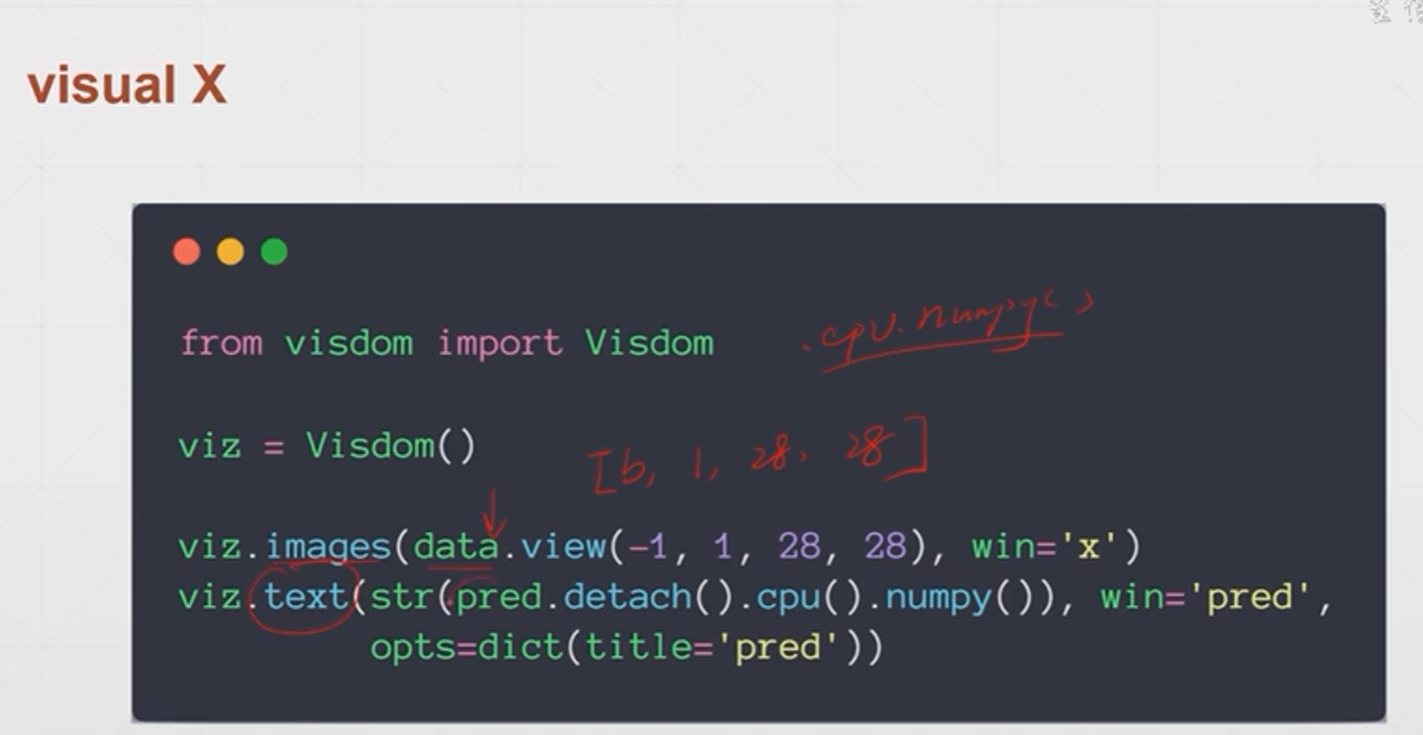 visual X
from visdom import Visdom
.cpu.numpy()
viz = Visdom()
[b, 1, 28, 28]
viz.images(data.view(-1, 1, 28, 28), win='x')
viz.text(str(pred.detach().cpu().numpy()), win='pred',
opts=dict(title='pred'))